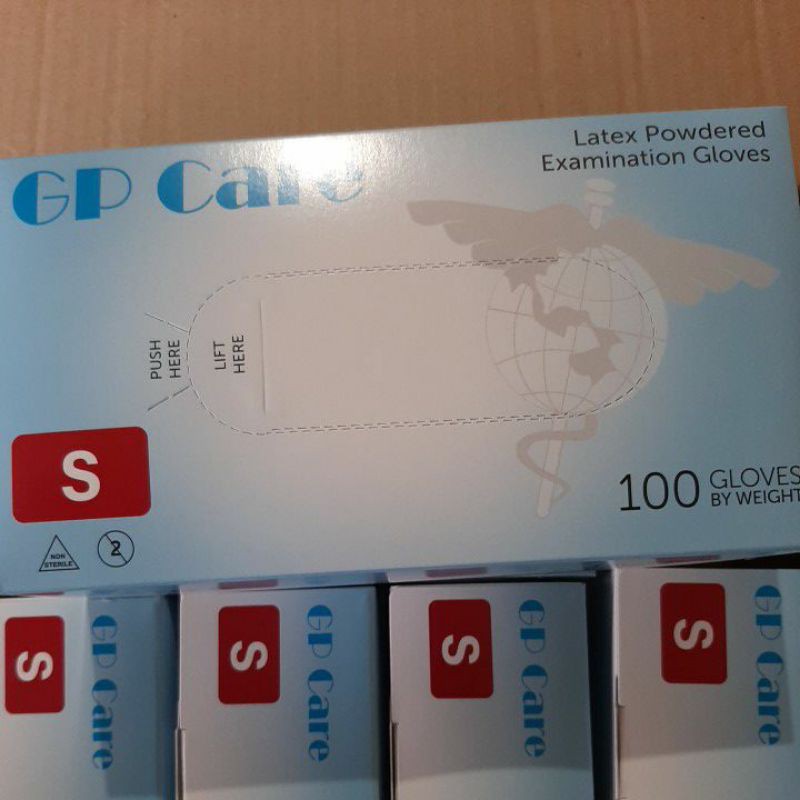 GP Care
Latex Powdered
Examination Gloves
PUSH
HERE
LIFT
HERE
S
100 GLOVES
BY WEIGHT
NON
STERILE
2
S
GP Care
S
GP Care
S
GP Care
S
GP Care